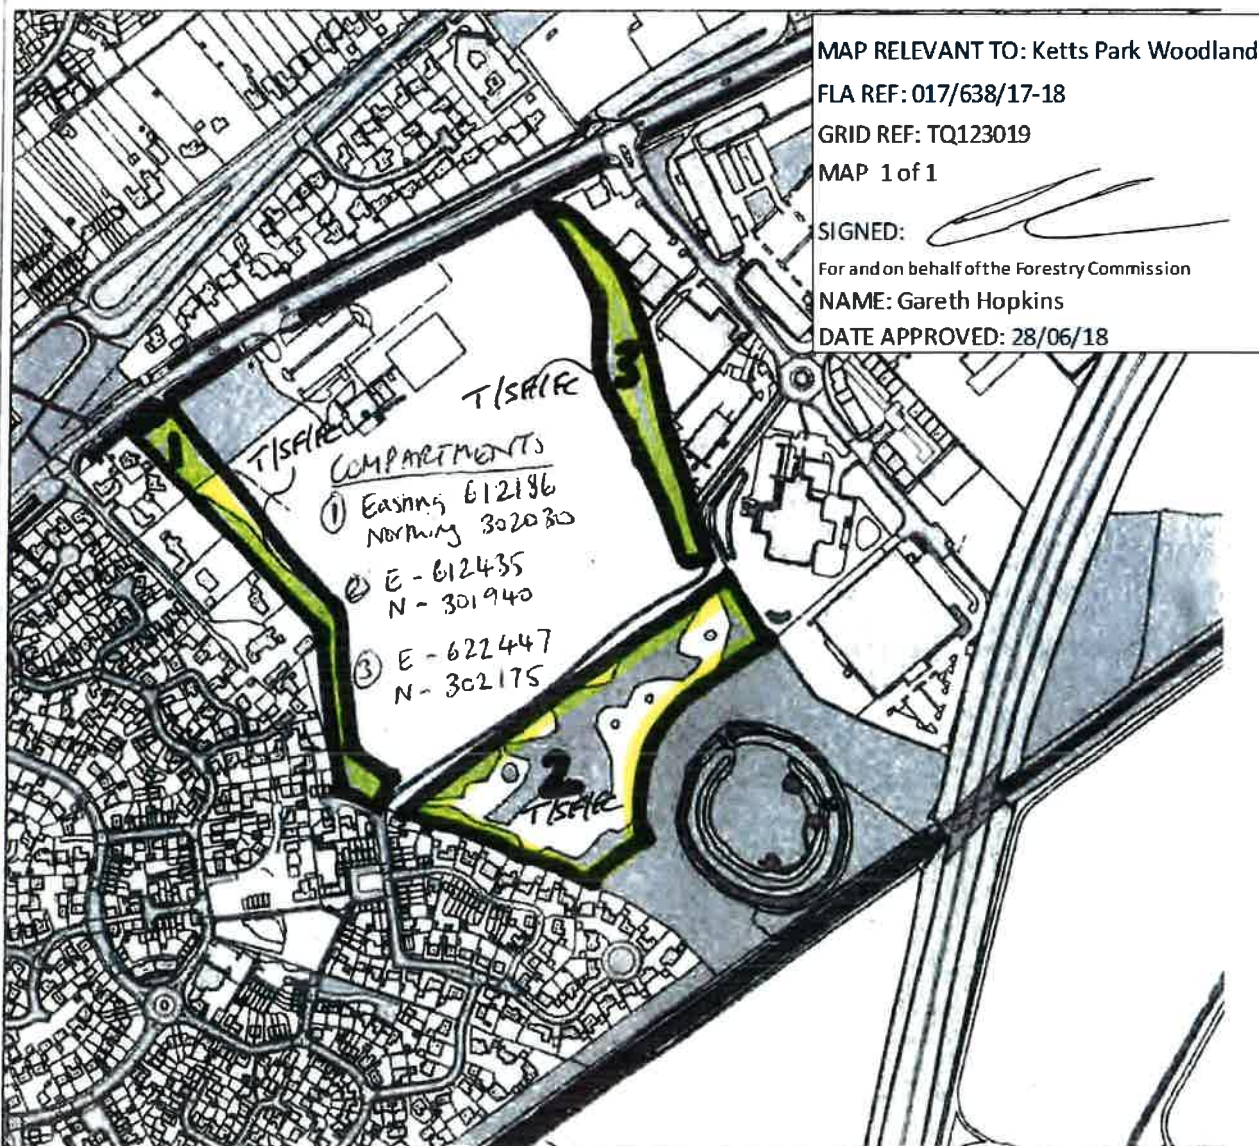 MAP RELEVANT TO: Ketts Park Woodland
FLA REF: 017/638/17-18
GRID REF: TQ123019
MAP 1 of 1
SIGNED:
For and on behalf of the Forestry Commission
NAME: Gareth Hopkins
DATE APPROVED: 28/06/18
3
T/SF/FC
1
T/SF/FC
COMPARTMENTS
① Easting 612186
Northing 302030
② E - 612435
N - 301940
③ E - 622447
N - 302175
2
T/SF/FC